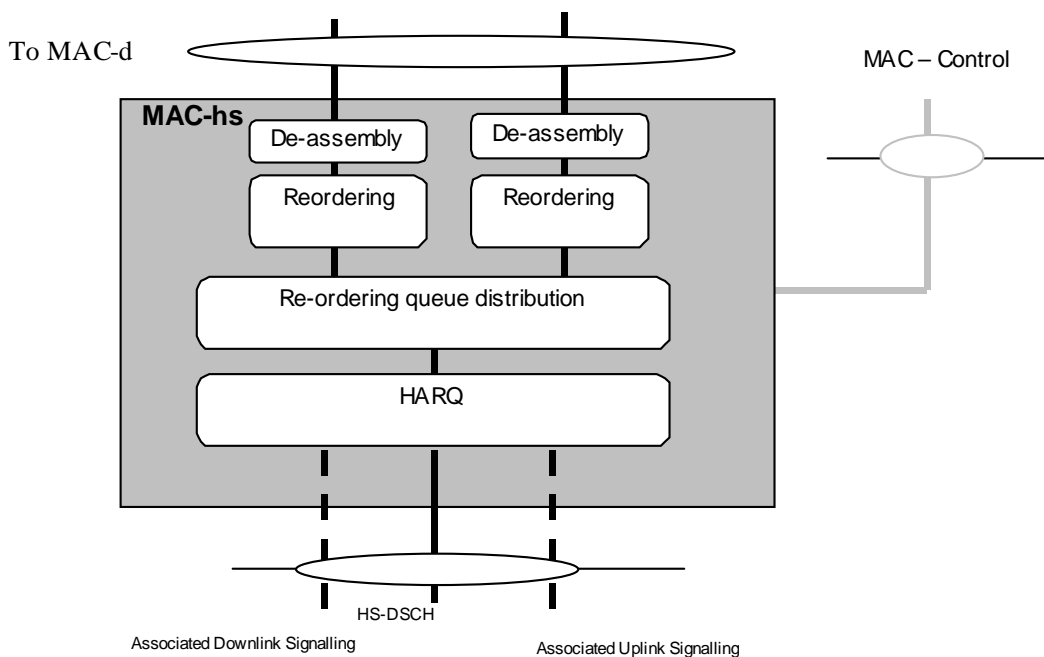 To MAC-d
MAC – Control
MAC-hs
De-assembly
De-assembly
Reordering
Reordering
Re-ordering queue distribution
HARQ
HS-DSCH
Associated Downlink Signalling
Associated Uplink Signalling